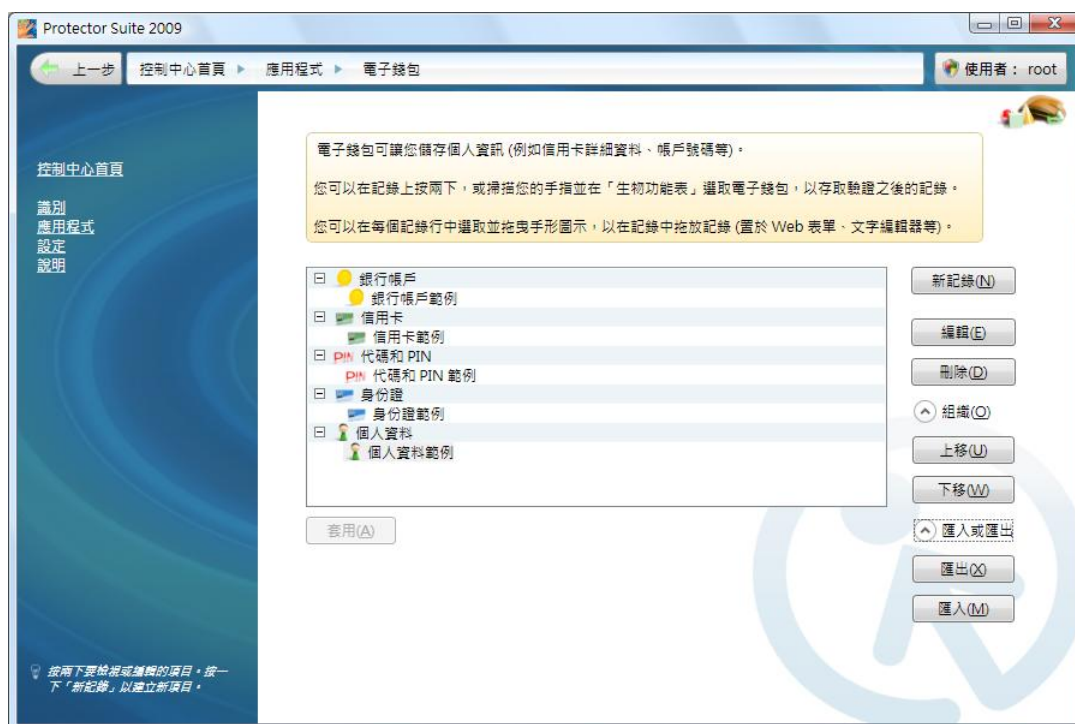 Protector Suite 2009
上一步
控制中心首頁 ▶ 應用程式 ▶ 電子錢包
使用者： root
控制中心首頁
識別
應用程式
設定
說明
電子錢包可讓您儲存個人資訊 (例如信用卡詳細資料、帳戶號碼等)。
您可以在記錄上按兩下，或掃描您的手指並在「生物功能表」選取電子錢包，以存取驗證之後的記錄。
您可以在每個記錄行中選取並拖曳手形圖示，以在記錄中拖放記錄 (置於 Web 表單、文字編輯器等)。
銀行帳戶
銀行帳戶範例
信用卡
信用卡範例
PIN 代碼和 PIN
PIN 代碼和 PIN 範例
身份證
身份證範例
個人資料
個人資料範例
新記錄(N)
編輯(E)
刪除(D)
組織(O)
上移(U)
下移(W)
匯入或匯出
匯出(X)
匯入(M)
套用(A)
按兩下要檢視或編輯的項目。按一
下「新記錄」以建立新項目。